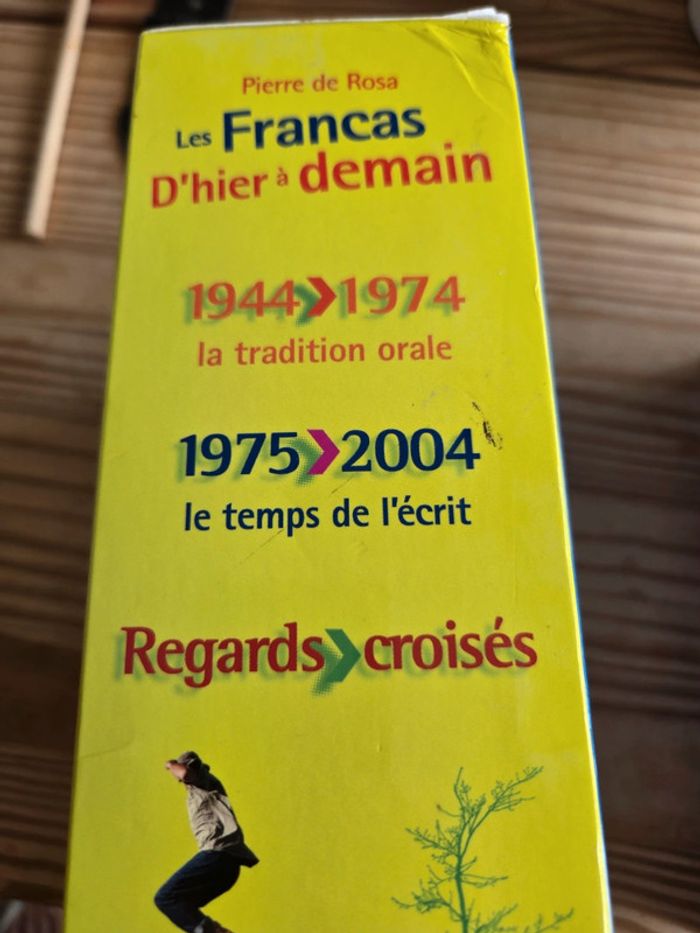 Pierre de Rosa
Les Francas
D'hier à demain
1944 > 1974
la tradition orale
1975 > 2004
le temps de l'écrit
Regards > croisés